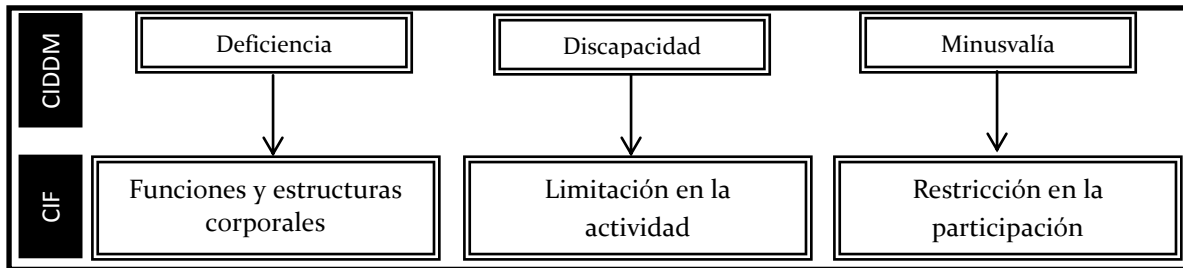 CIDDM
Deficiencia
Discapacidad
Minusvalía
CIF
Funciones y estructuras
corporales
Limitación en la
actividad
Restricción en la
participación